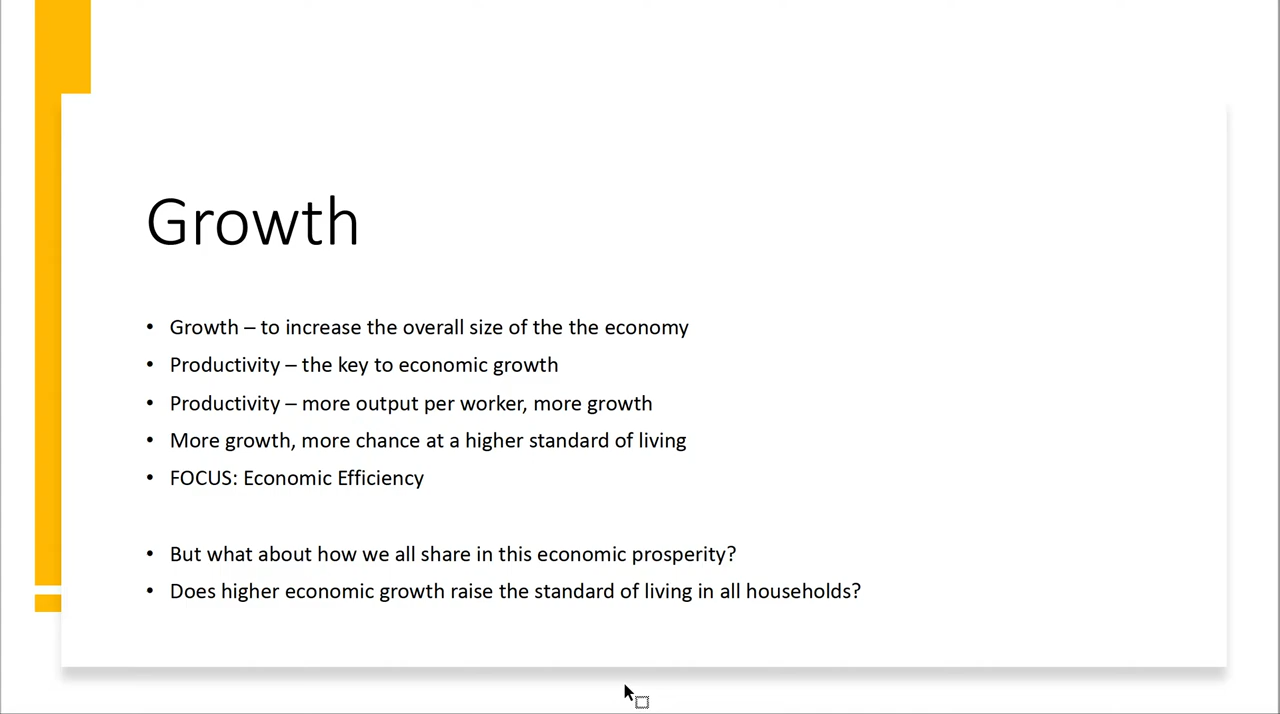 Growth
• Growth – to increase the overall size of the the economy
• Productivity – the key to economic growth
• Productivity – more output per worker, more growth
• More growth, more chance at a higher standard of living
• FOCUS: Economic Efficiency
• But what about how we all share in this economic prosperity?
• Does higher economic growth raise the standard of living in all households?